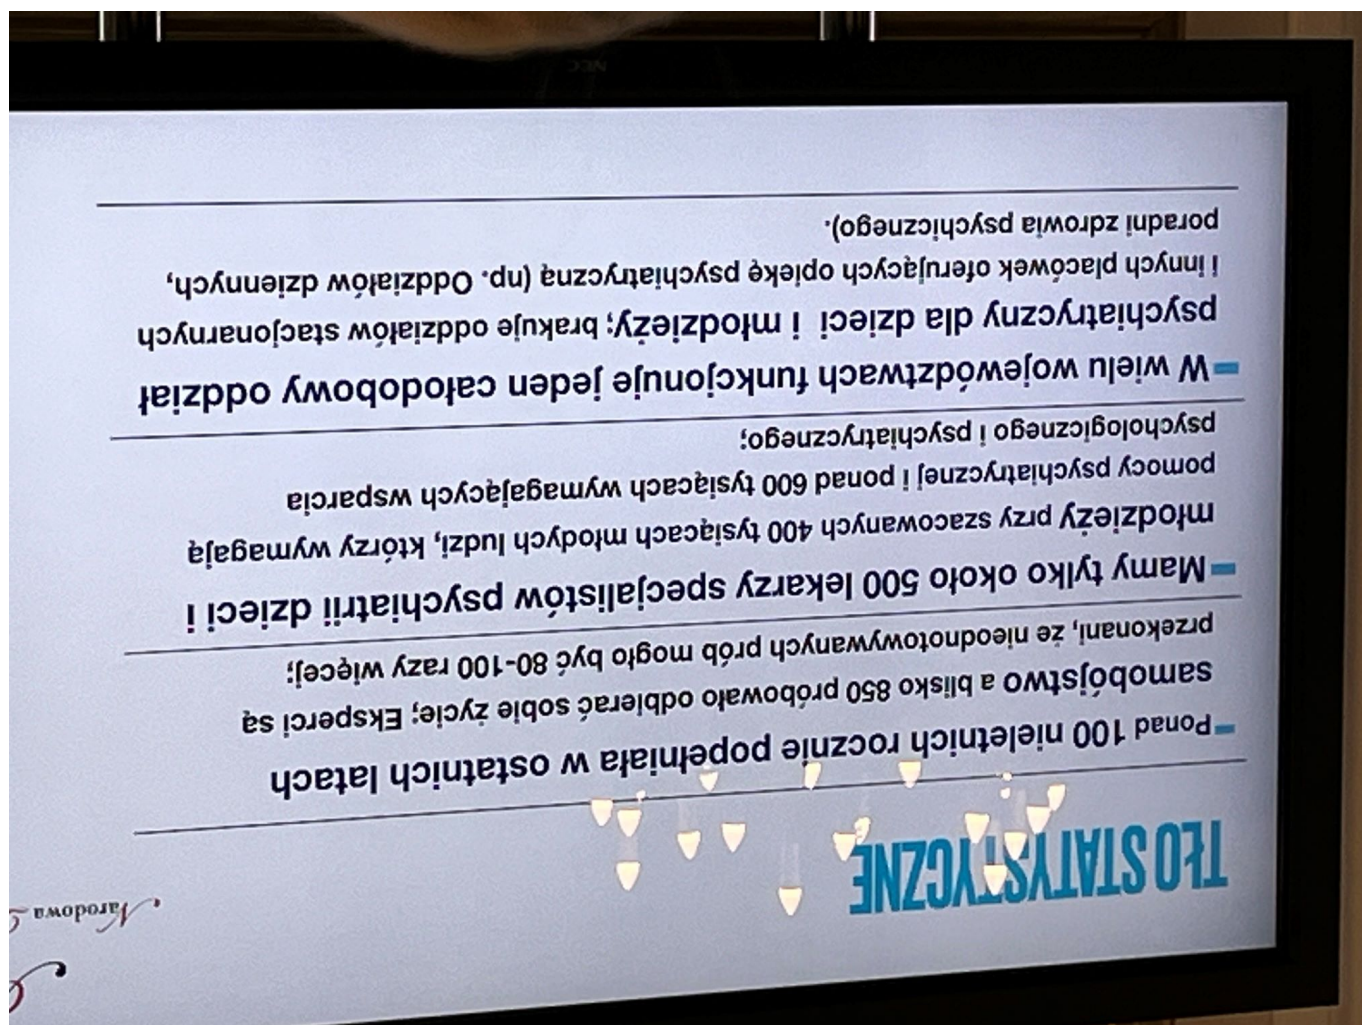 Narodowa
TŁO STATYSTYCZNE
Ponad 100 nieletnich rocznie popełniała w ostatnich latach
samobójstwo a blisko 850 próbowało odbierać sobie życie; Eksperci są
przekonani, że nieodnotowywanych prób mogło być 80-100 razy więcej;
Mamy tylko około 500 lekarzy specjalistów psychiatrii dzieci i
młodzieży przy szacowanych 400 tysiącach młodych ludzi, którzy wymagają
pomocy psychiatrycznej i ponad 600 tysiącach wymagających wsparcia
psychologicznego i psychiatrycznego;
W wielu województwach funkcjonuje jeden całodobowy oddział
psychiatryczny dla dzieci i młodzieży; brakuje oddziałów stacjonarnych
i innych placówek oferujących opiekę psychiatryczną (np. Oddziałów dziennych,
poradni zdrowia psychicznego).
NEC